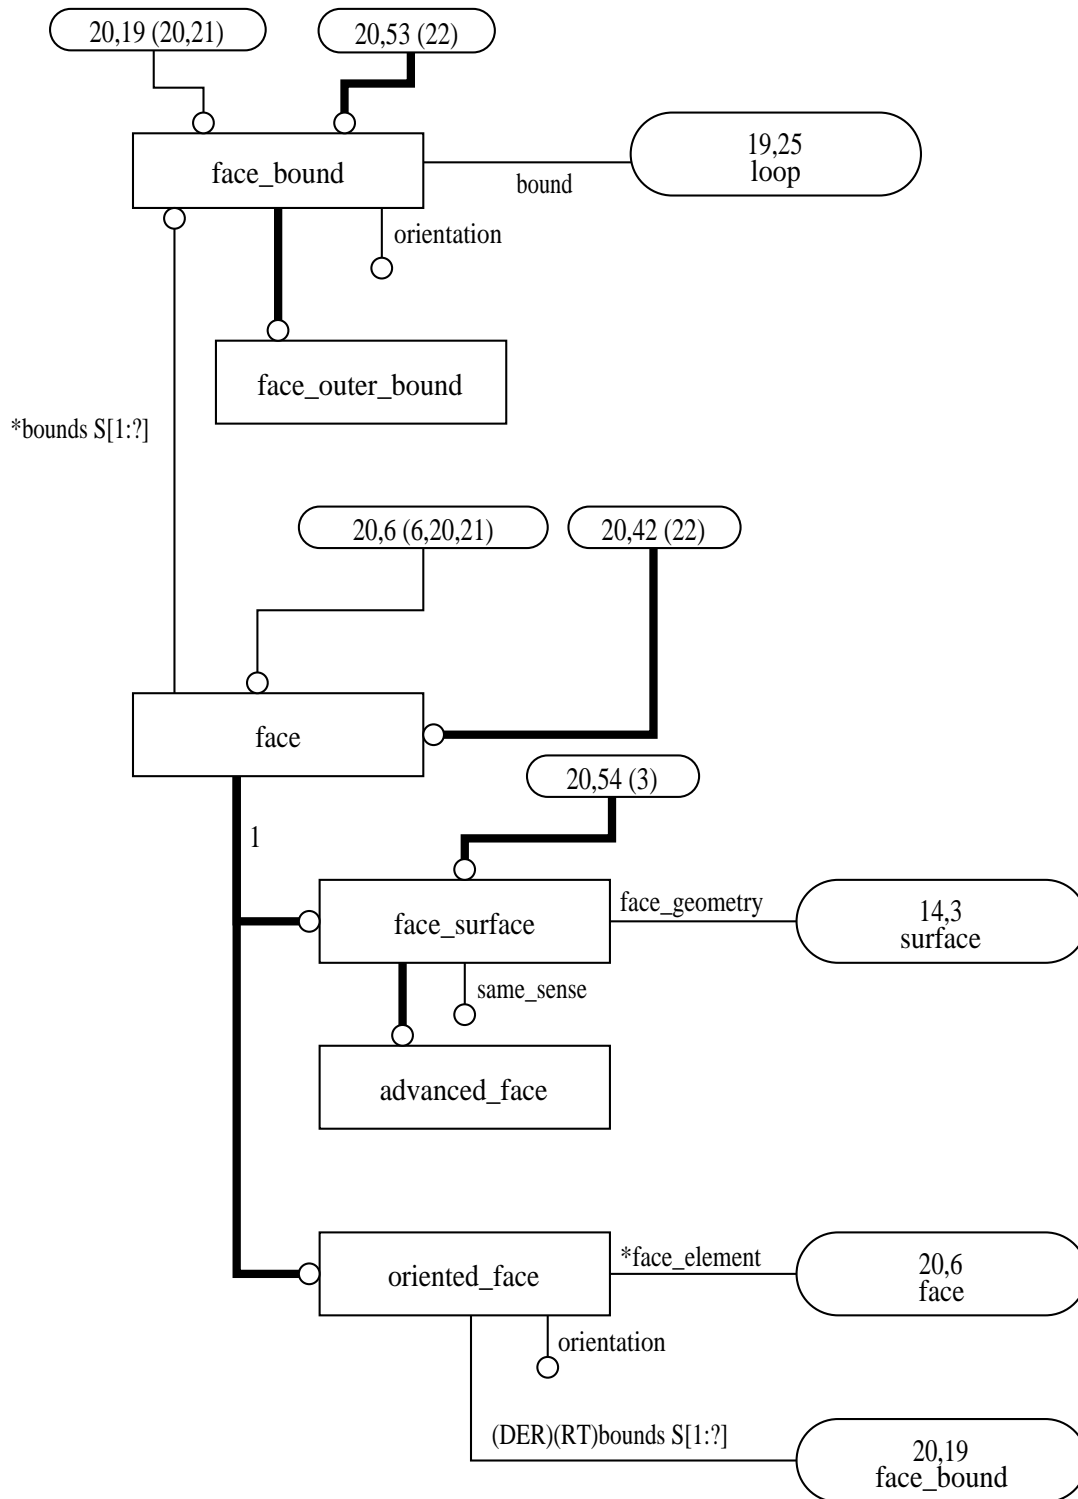 20,19 (20,21)
20,53 (22)
face_bound
bound
19,25
loop
orientation
face_outer_bound
*bounds S[1:?]
20,6 (6,20,21)
20,42 (22)
face
20,54 (3)
1
face_surface
face_geometry
14,3
surface
same_sense
advanced_face
oriented_face
*face_element
20,6
face
orientation
(DER)(RT)bounds S[1:?]
20,19
face_bound